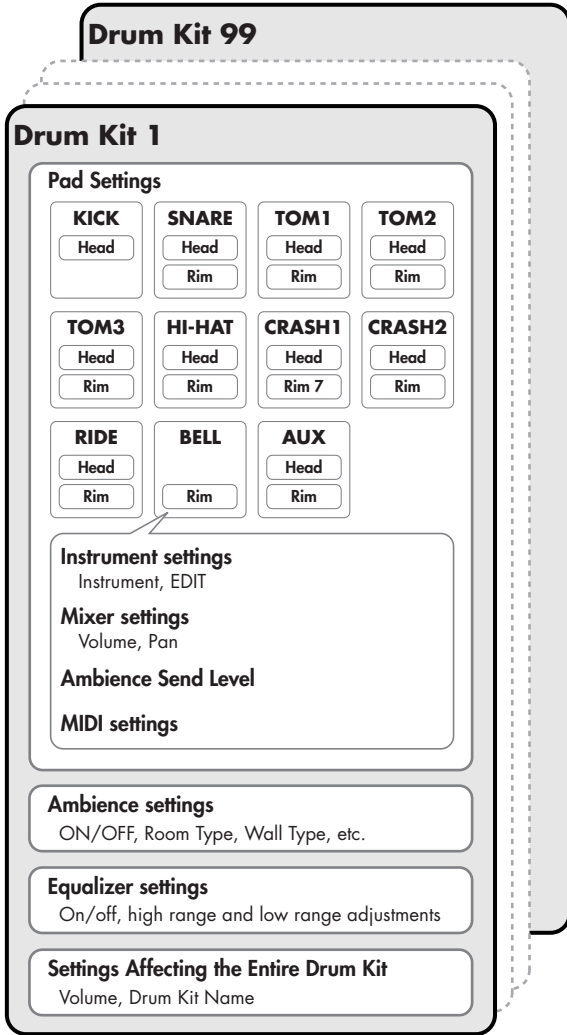 Drum Kit 99
Drum Kit 1
Pad Settings
KICK SNARE TOM1 TOM2
Head Head Head Head
Rim Rim Rim
TOM3 HI-HAT CRASH1 CRASH2
Head Head Head Head
Rim Rim Rim 7 Rim
RIDE BELL AUX
Head Head
Rim Rim Rim
Instrument settings
Instrument, EDIT
Mixer settings
Volume, Pan
Ambience Send Level
MIDI settings
Ambience settings
ON/OFF, Room Type, Wall Type, etc.
Equalizer settings
On/off, high range and low range adjustments
Settings Affecting the Entire Drum Kit
Volume, Drum Kit Name